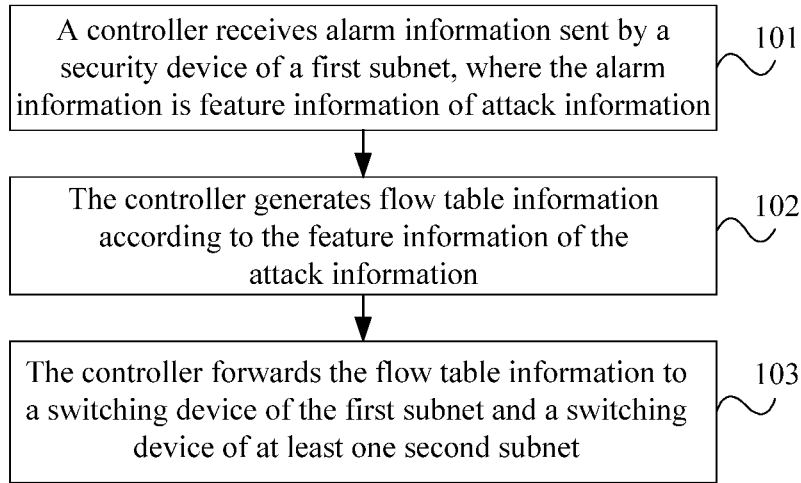 A controller receives alarm information sent by a
security device of a first subnet, where the alarm
information is feature information of attack information
101
The controller generates flow table information
according to the feature information of the
attack information
102
The controller forwards the flow table information to
a switching device of the first subnet and a switching
device of at least one second subnet
103